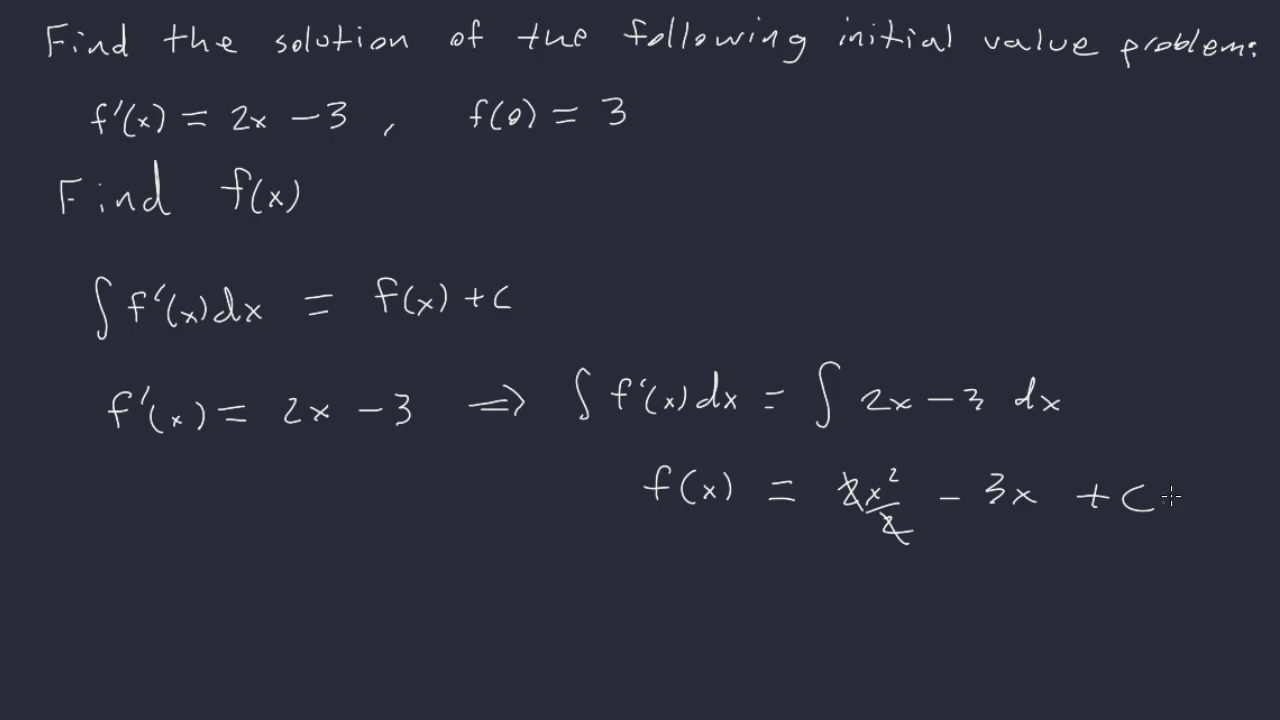 Find the solution of the following initial value problem:
f'(x) = 2x - 3 , f(0) = 3
Find f(x)
∫ f'(x) dx = f(x) + c
f'(x) = 2x - 3 ⇒ ∫ f'(x) dx = ∫ 2x - 3 dx
f(x) = 2x²/2 - 3x + c